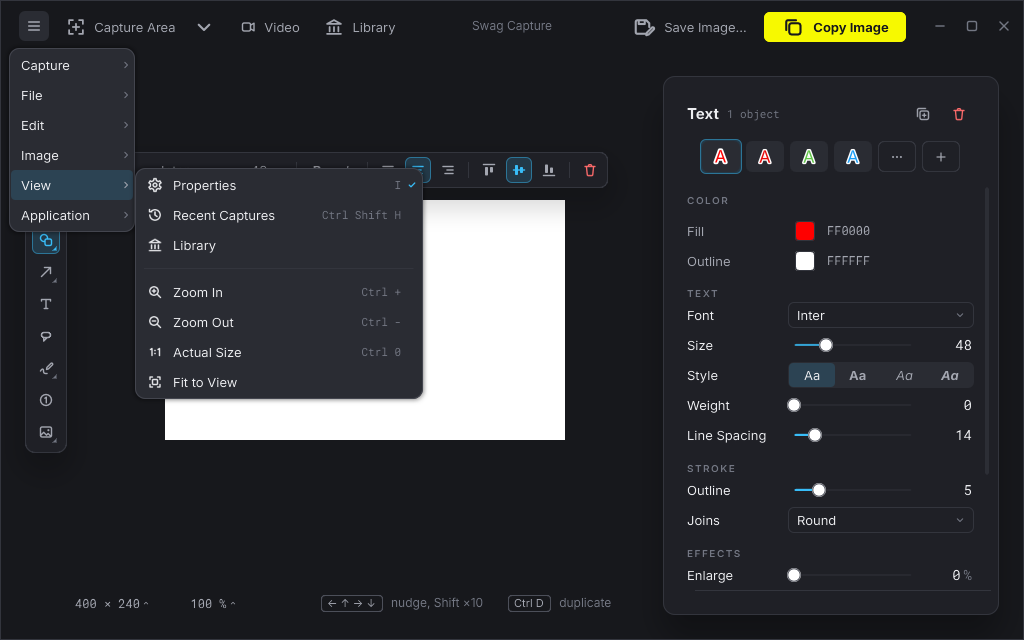 Capture Area
Video
Library
Swag Capture
Save Image...
Copy Image
Capture
File
Edit
Image
View
Application
Properties I
Recent Captures Ctrl Shift H
Library
Zoom In Ctrl +
Zoom Out Ctrl -
1:1 Actual Size Ctrl 0
Fit to View
Text 1 object
A A A A ... +
COLOR
Fill FF0000
Outline FFFFFF
TEXT
Font Inter
Size 48
Style Aa Aa Aa Aa
Weight 0
Line Spacing 14
STROKE
Outline 5
Joins Round
EFFECTS
Enlarge 0 %
400 × 240
100 %
← ↑ → ↓ nudge, Shift ×10
Ctrl D duplicate